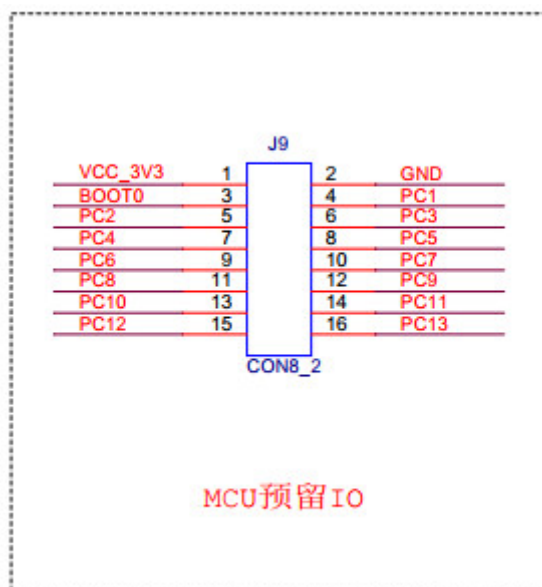 J9
VCC_3V3 1 2 GND
BOOT0 3 4 PC1
PC2 5 6 PC3
PC4 7 8 PC5
PC6 9 10 PC7
PC8 11 12 PC9
PC10 13 14 PC11
PC12 15 16 PC13
CON8_2
MCU预留IO